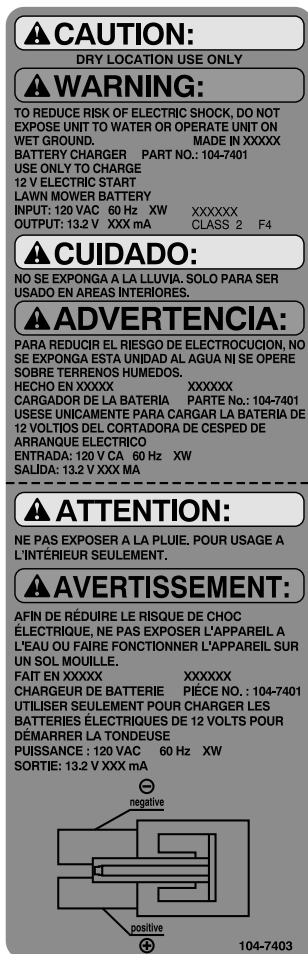 CAUTION:
DRY LOCATION USE ONLY
WARNING:
TO REDUCE RISK OF ELECTRIC SHOCK, DO NOT
EXPOSE UNIT TO WATER OR OPERATE UNIT ON
WET GROUND. MADE IN XXXXX
BATTERY CHARGER PART NO.: 104-7401
USE ONLY TO CHARGE
12 V ELECTRIC START
LAWN MOWER BATTERY
INPUT: 120 VAC 60 Hz XW XXXXXX
OUTPUT: 13.2 V XXX mA CLASS 2 F4
CUIDADO:
NO SE EXPONGA A LA LLUVIA. SOLO PARA SER
USADO EN AREAS INTERIORES.
ADVERTENCIA:
PARA REDUCIR EL RIESGO DE ELECTROCUCION, NO
SE EXPONGA ESTA UNIDAD AL AGUA NI SE OPERE
SOBRE TERRENOS HUMEDOS.
HECHO EN XXXXX XXXXXX
CARGADOR DE LA BATERIA PARTE No.: 104-7401
USESE UNICAMENTE PARA CARGAR LA BATERIA DE
12 VOLTIOS DEL CORTADORA DE CESPED DE
ARRANQUE ELECTRICO
ENTRADA: 120 V CA 60 Hz XW
SALIDA: 13.2 V XXX MA
ATTENTION:
NE PAS EXPOSER A LA PLUIE. POUR USAGE A
L'INTÉRIEUR SEULEMENT.
AVERTISSEMENT:
AFIN DE RÉDUIRE LE RISQUE DE CHOC
ÉLECTRIQUE, NE PAS EXPOSER L'APPAREIL A
L'EAU OU FAIRE FONCTIONNER L'APPAREIL SUR
UN SOL MOUILLE.
FAIT EN XXXXX XXXXXX
CHARGEUR DE BATTERIE PIÉCE NO. : 104-7401
UTILISER SEULEMENT POUR CHARGER LES
BATTERIES ÉLECTRIQUES DE 12 VOLTS POUR
DÉMARRER LA TONDEUSE
PUISSANCE : 120 VAC 60 Hz XW
SORTIE: 13.2 V XXX mA
negative
positive
104-7403